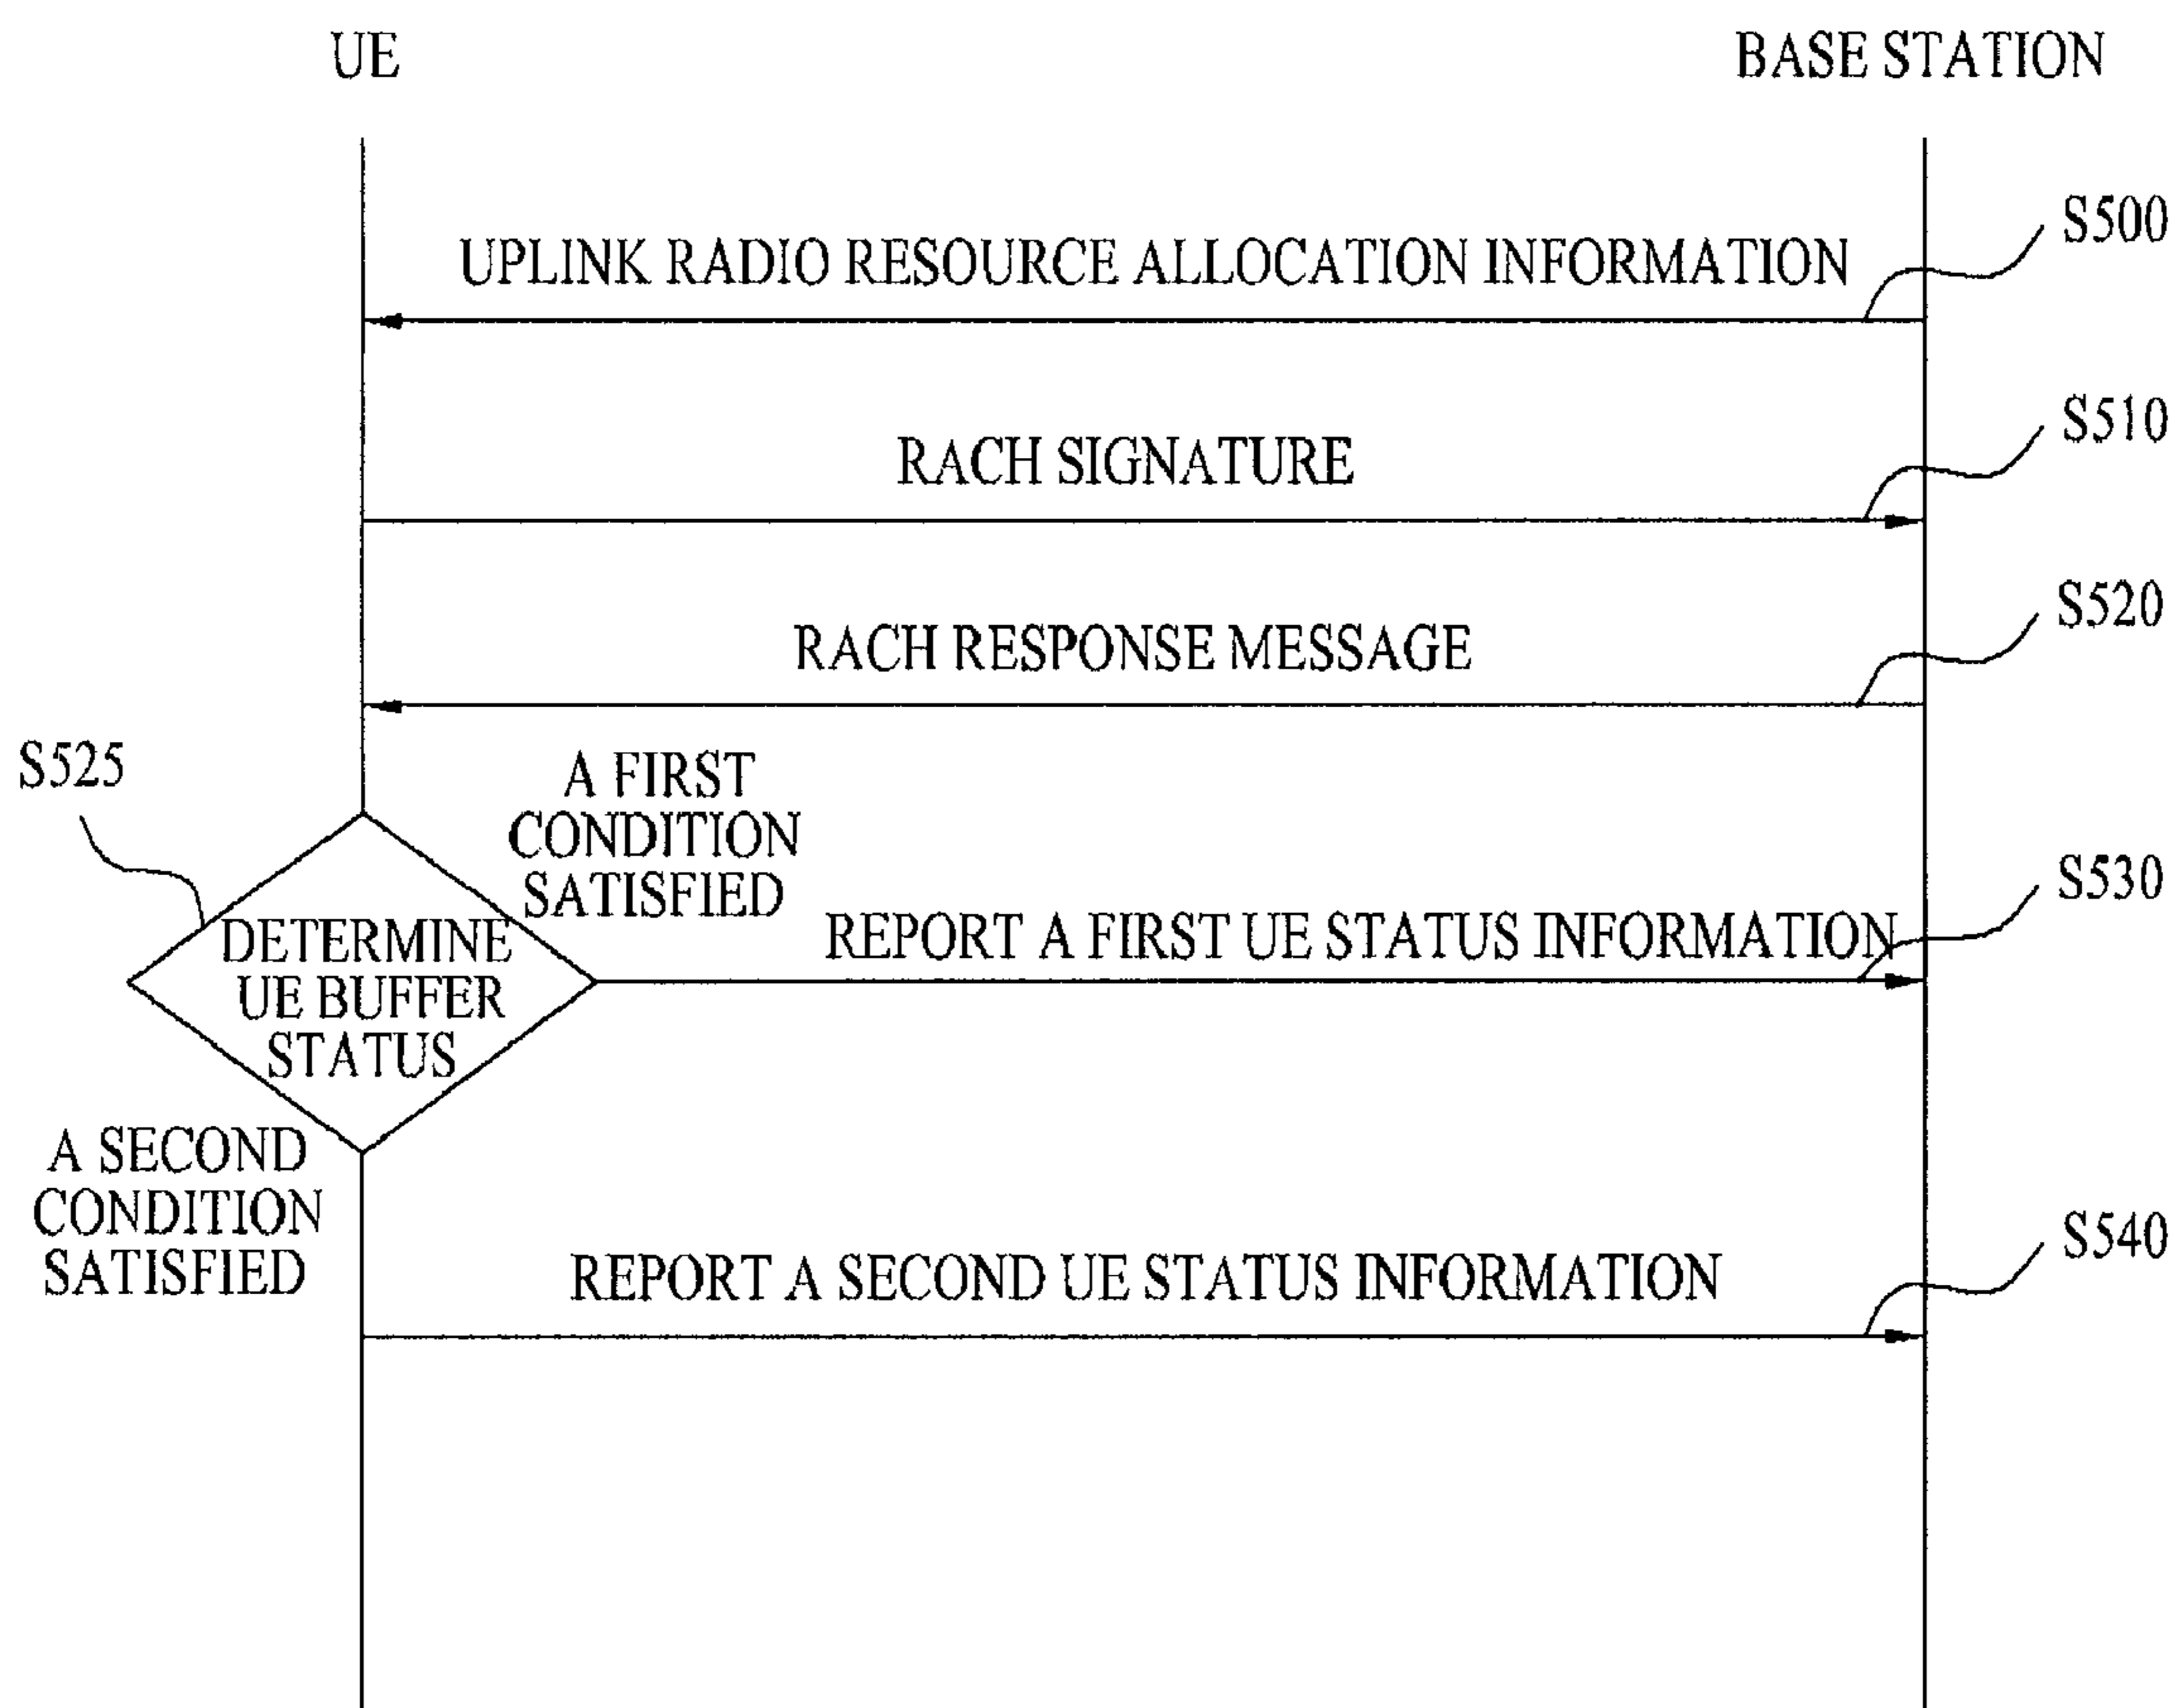 UE
BASE STATION
S500
UPLINK RADIO RESOURCE ALLOCATION INFORMATION
S510
RACH SIGNATURE
S520
RACH RESPONSE MESSAGE
S525
A FIRST
CONDITION
SATISFIED
S530
REPORT A FIRST UE STATUS INFORMATION
DETERMINE
UE BUFFER
STATUS
A SECOND
CONDITION
SATISFIED
S540
REPORT A SECOND UE STATUS INFORMATION